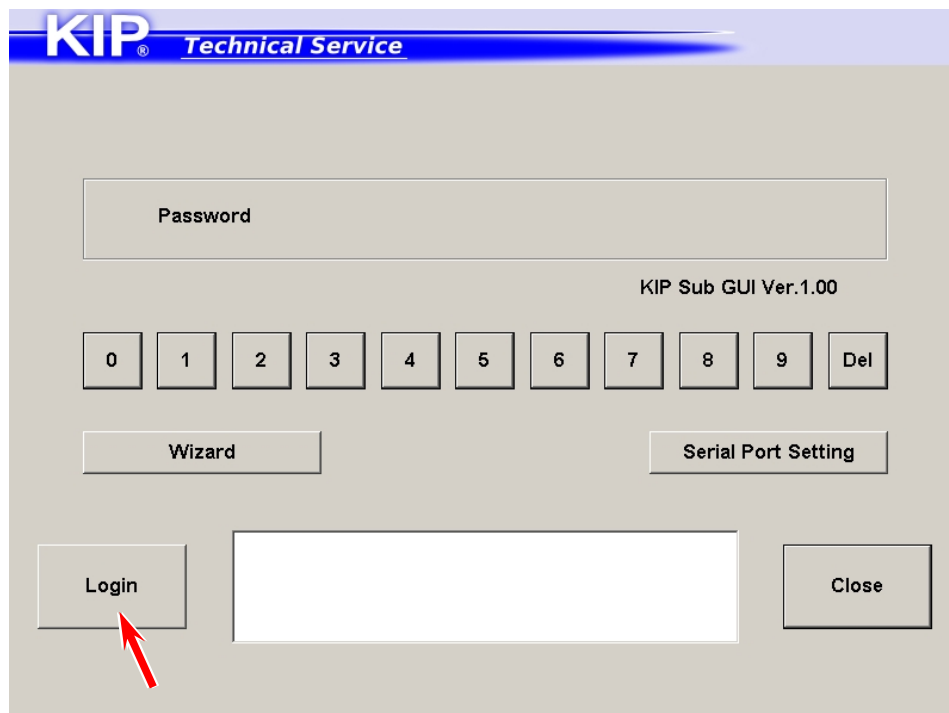 KIP® Technical Service
Password
KIP Sub GUI Ver.1.00
0 1 2 3 4 5 6 7 8 9 Del
Wizard Serial Port Setting
Login Close